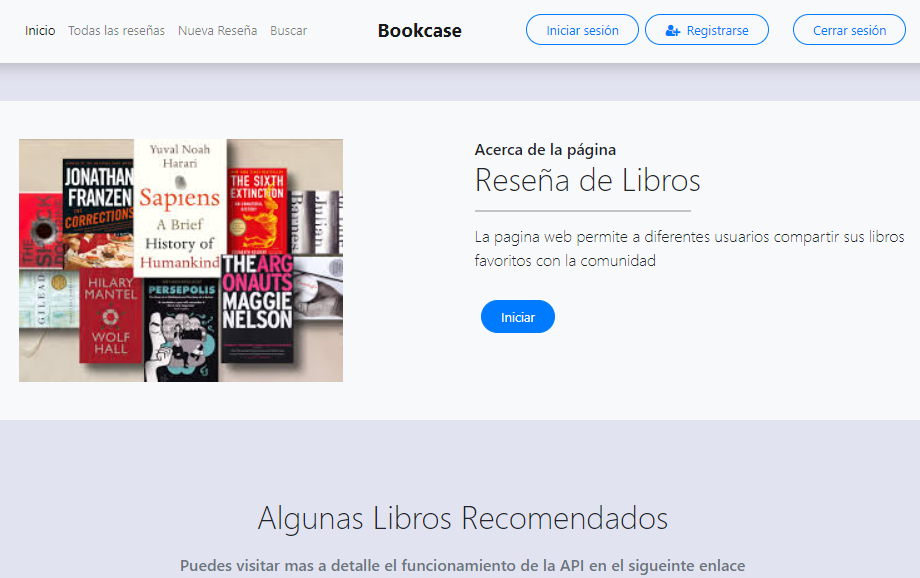 Inicio Todas las reseñas Nueva Reseña Buscar
Bookcase
Iniciar sesión
Registrarse
Cerrar sesión
Yuval Noah
Harari
Sapiens
A Brief
History of
Humankind
JONATHAN
FRANZEN
THE
CORRECTIONS
THE SIXTH
EXTINCTION
Julian
Barnes
GILEAD
HILARY
MANTEL
WOLF
HALL
PERSEPOLIS
THE ARG
ONAUTS
MAGGIE
NELSON
Acerca de la página
Reseña de Libros
La pagina web permite a diferentes usuarios compartir sus libros
favoritos con la comunidad
Iniciar
Algunas Libros Recomendados
Puedes visitar mas a detalle el funcionamiento de la API en el sigueinte enlace